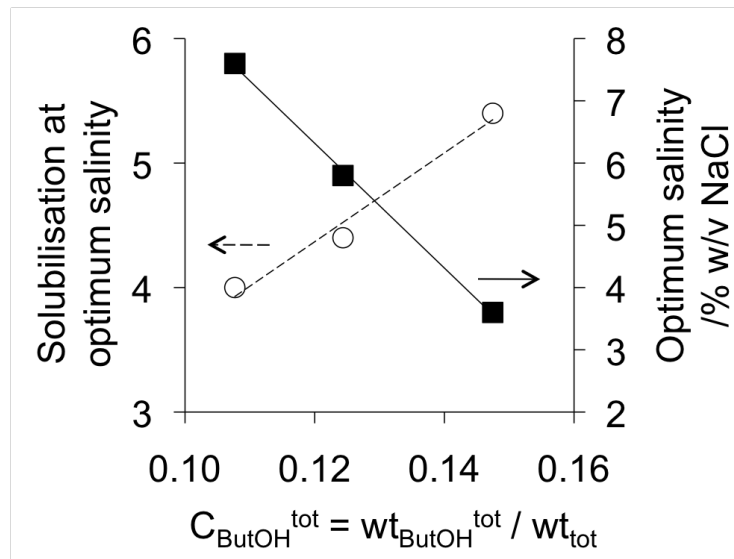 Solubilisation at
optimum salinity
6
5
4
3
8
7
6
5
4
3
2
Optimum salinity
/% w/v NaCl
0.10 0.12 0.14 0.16
C_ButOH^tot = wt_ButOH^tot / wt_tot